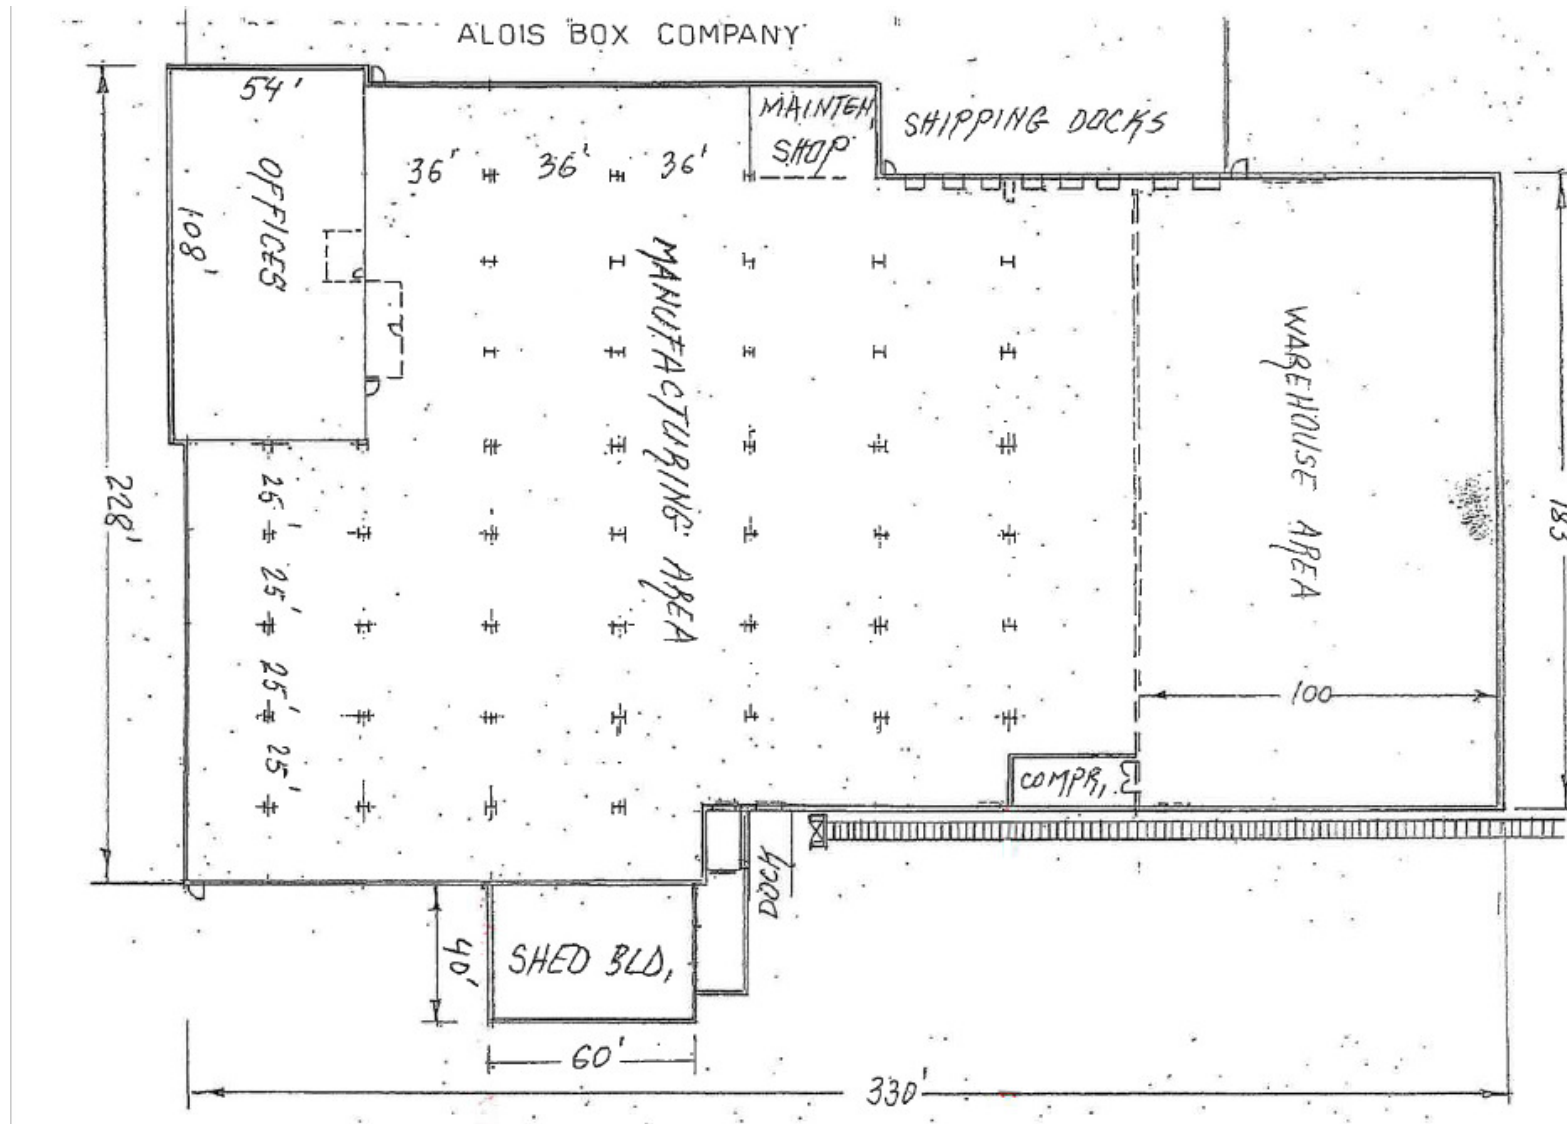 ALOIS BOX COMPANY
54'
MAINTEN,
SHOP
SHIPPING DOCKS
36'
36'
36'
OFFICES
108'
MANUFACTURING AREA
WAREHOUSE AREA
228'
183
25'
25'
25'
25'
100
COMPR,
DOCK
40'
SHED BLD,
60'
330'